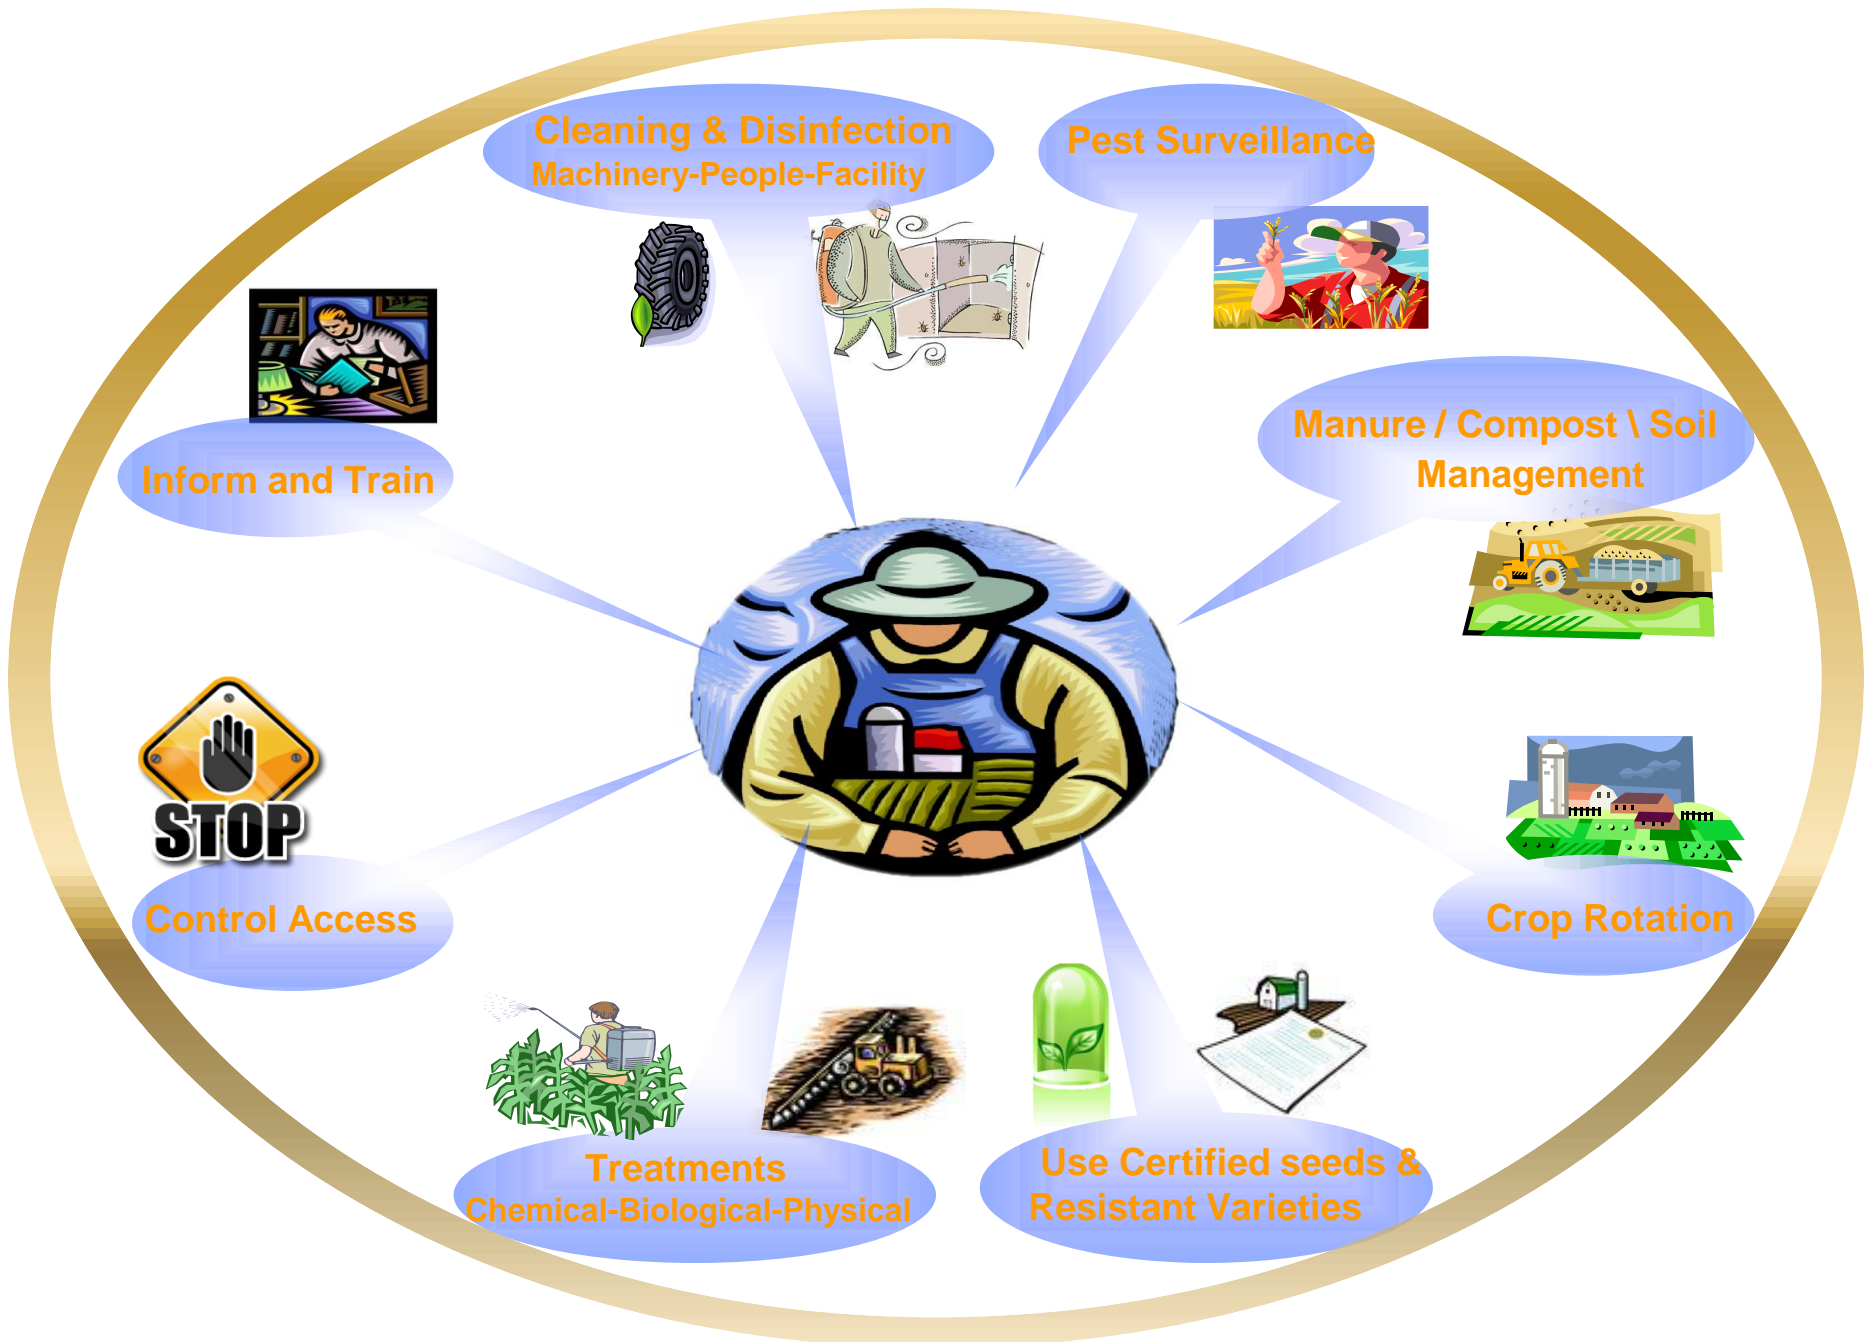 Cleaning & Disinfection
Machinery-People-Facility
Pest Surveillance
Manure / Compost \ Soil
Management
Inform and Train
STOP
Control Access
Crop Rotation
Treatments
Chemical-Biological-Physical
Use Certified seeds &
Resistant Varieties